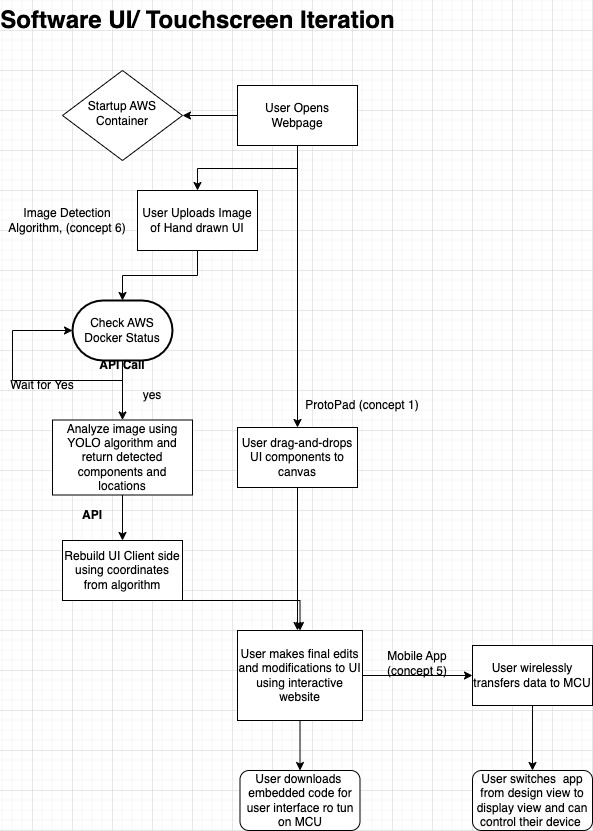 Software UI/ Touchscreen Iteration
Startup AWS
Container
User Opens
Webpage
Image Detection
Algorithm, (concept 6)
User Uploads Image
of Hand drawn UI
Check AWS
Docker Status
API Call
Wait for Yes
yes
ProtoPad (concept 1)
Analyze image using
YOLO algorithm and
return detected
components and
locations
User drag-and-drops
UI components to
canvas
API
Rebuild UI Client side
using coordinates
from algorithm
User makes final edits
and modifications to UI
using interactive
website
Mobile App
(concept 5)
User wirelessly
transfers data to MCU
User downloads
embedded code for
user interface ro tun
on MCU
User switches app
from design view to
display view and can
control their device